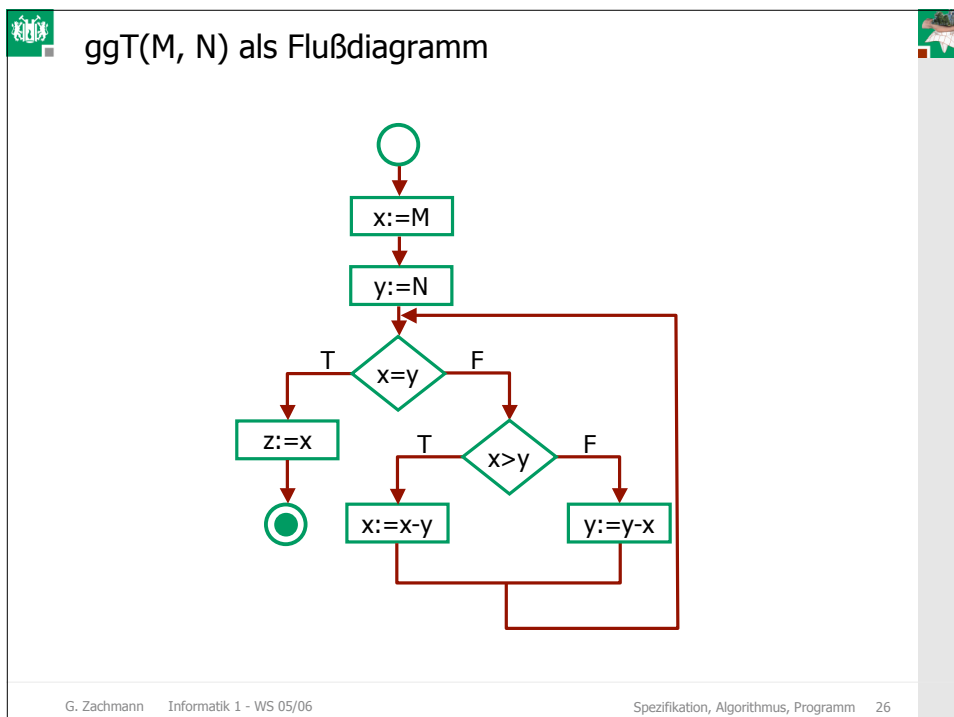 ggT(M, N) als Flußdiagramm
x:=M
y:=N
T
F
x=y
z:=x
T
F
x>y
x:=x-y
y:=y-x
G. Zachmann Informatik 1 - WS 05/06
Spezifikation, Algorithmus, Programm 26